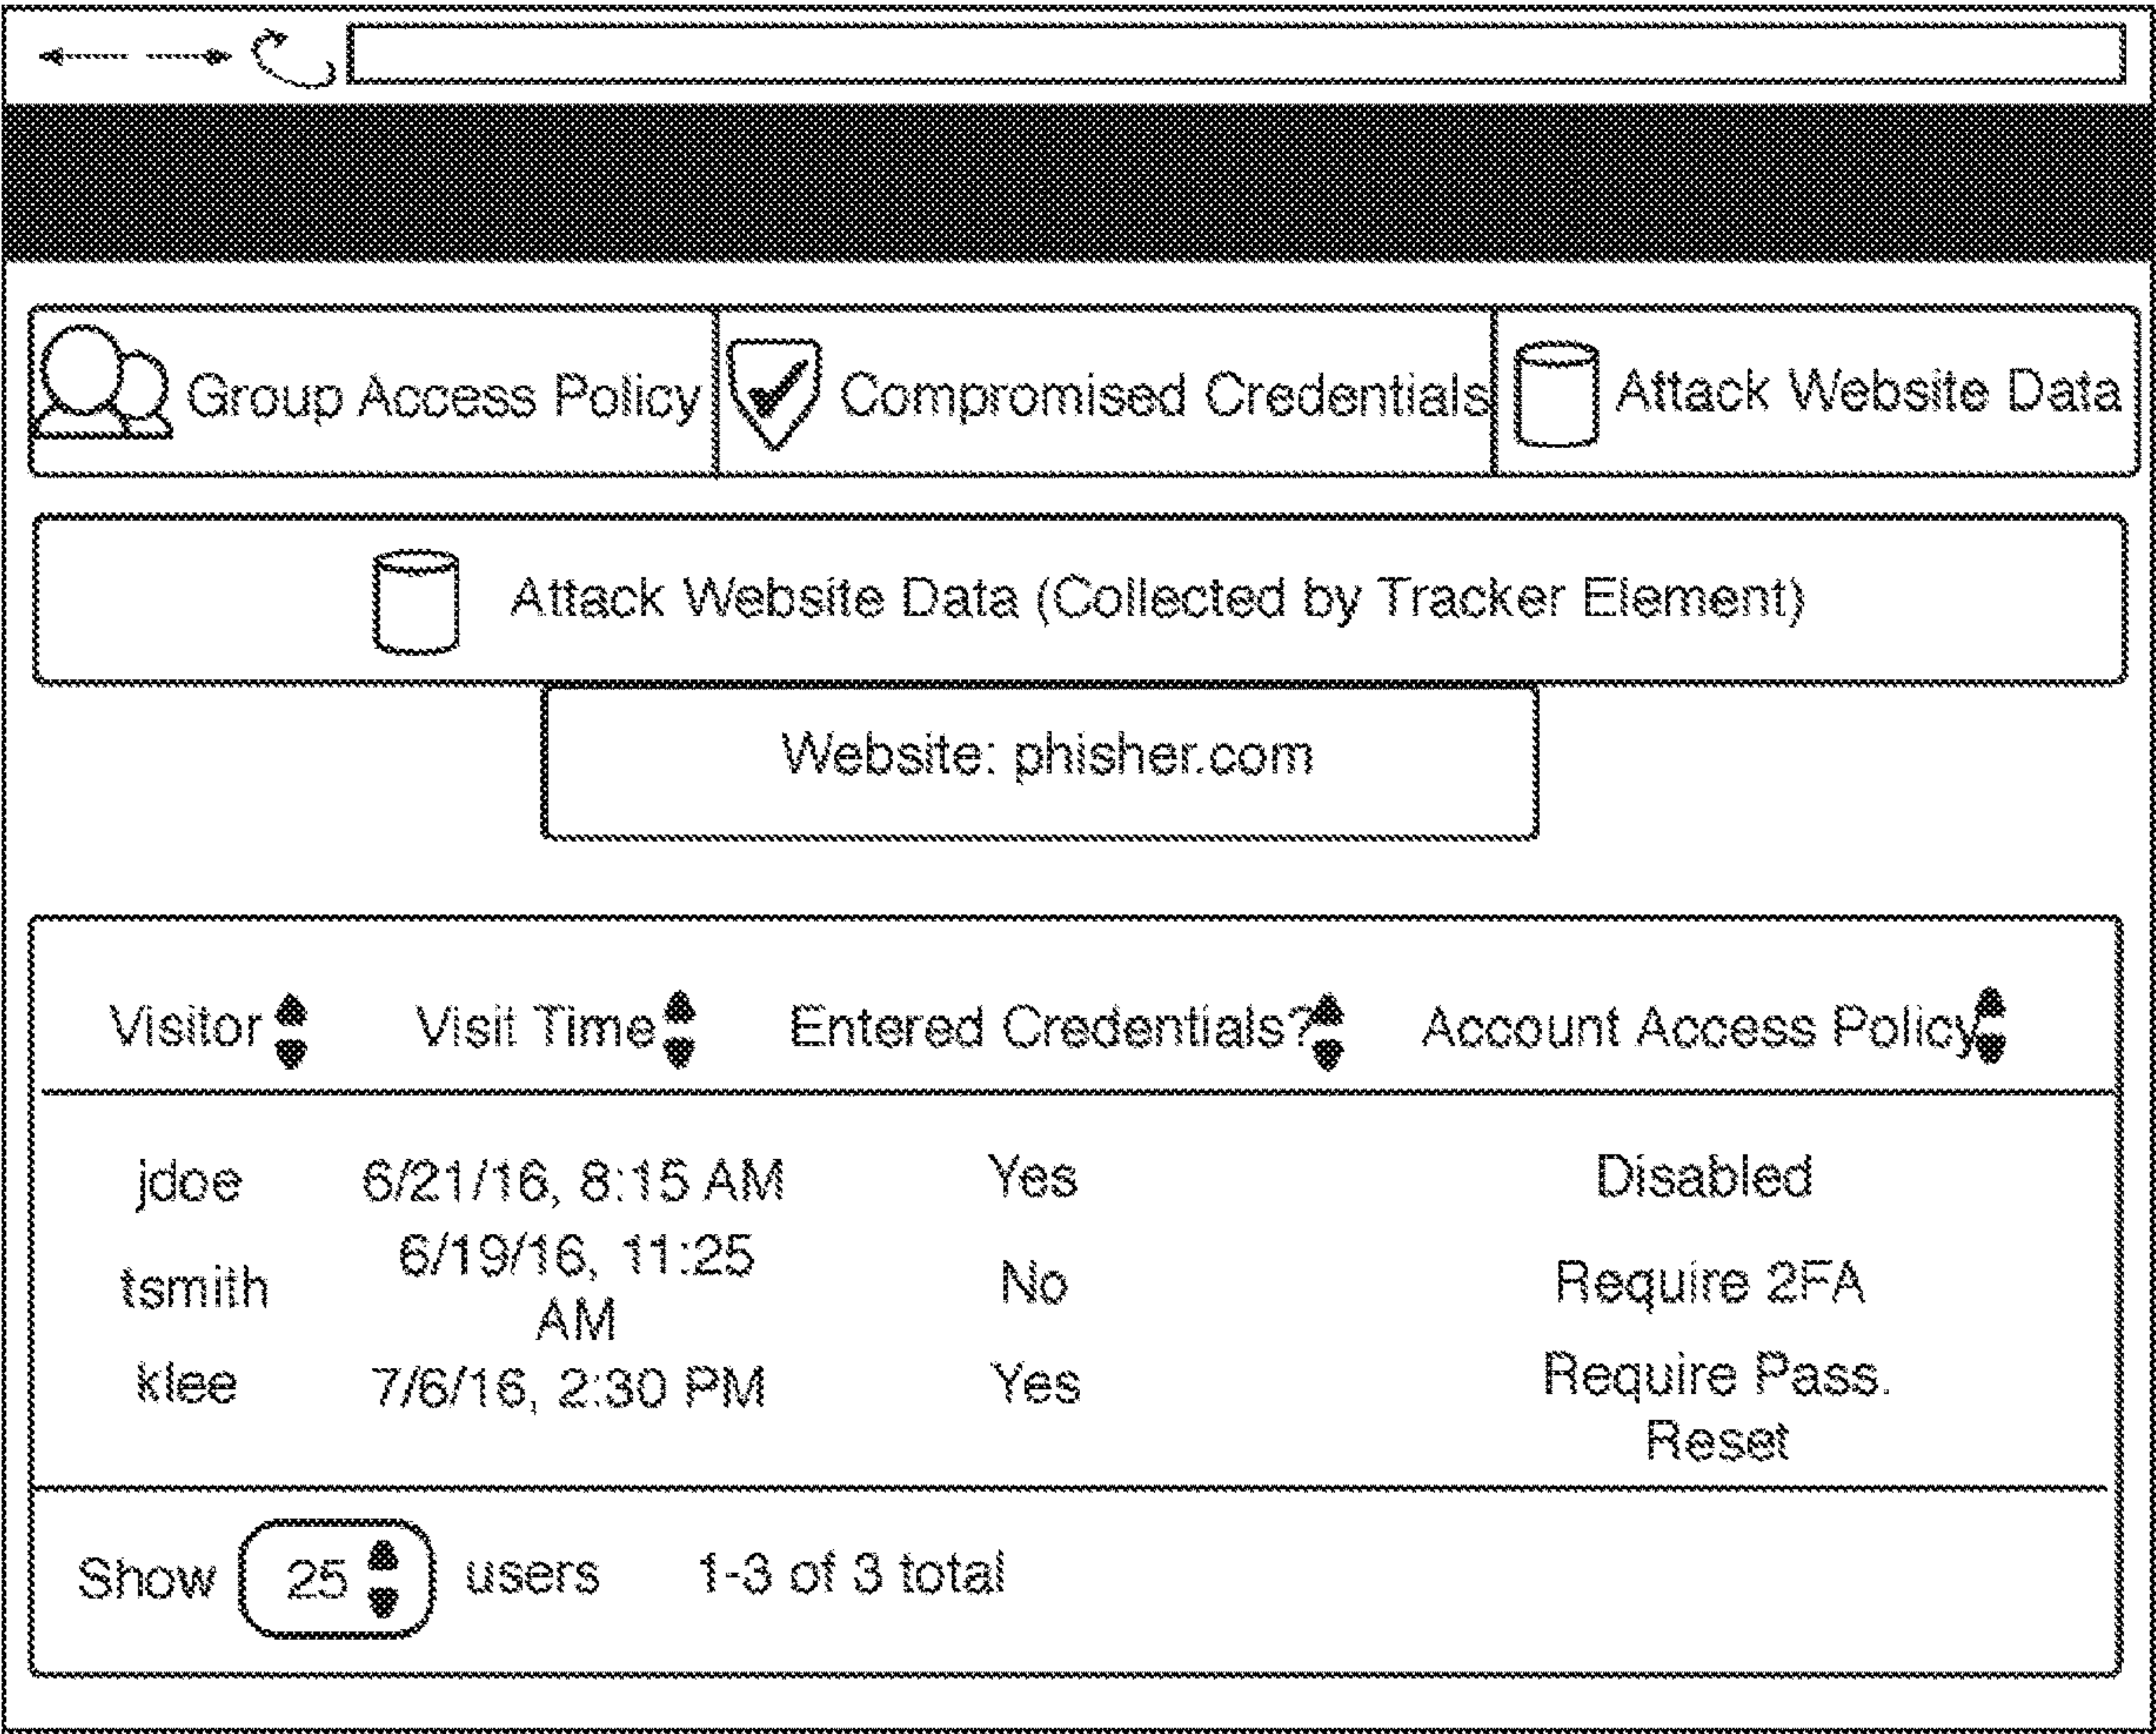 Group Access Policy Compromised Credentials Attack Website Data
Attack Website Data (Collected by Tracker Element)
Website: phisher.com
Visitor Visit Time Entered Credentials? Account Access Policy
jdoe 6/21/16, 8:15 AM Yes Disabled
tsmith 6/19/16, 11:25 AM No Require 2FA
klee 7/6/16, 2:30 PM Yes Require Pass. Reset
Show 25 users 1-3 of 3 total